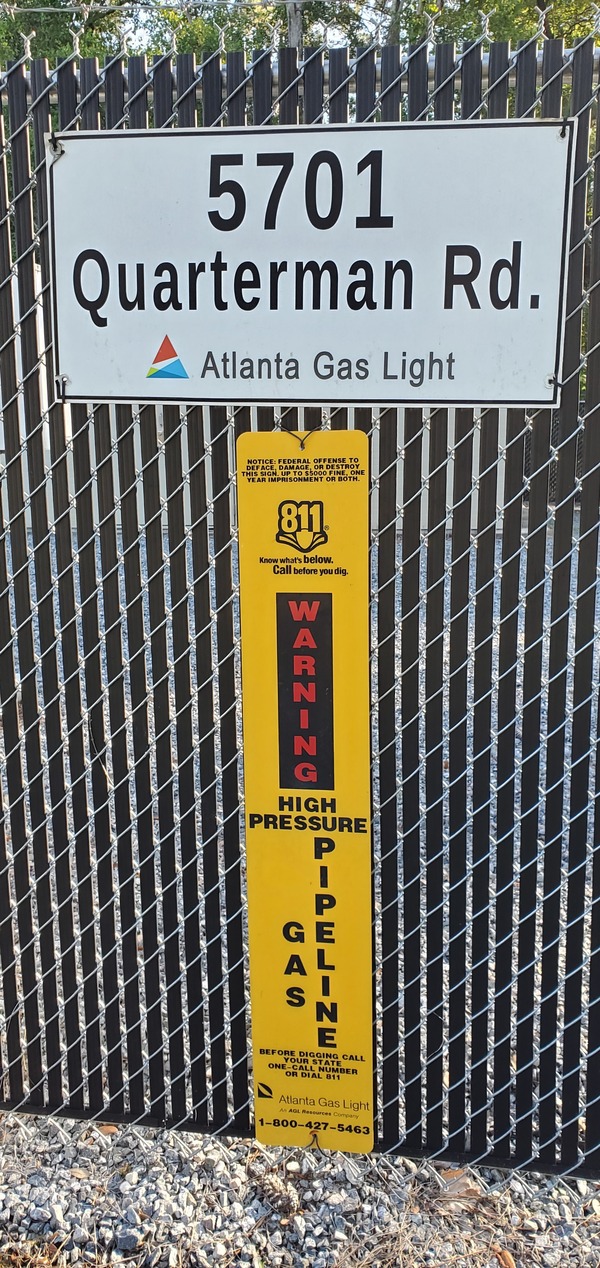 5701
Quarterman Rd.
Atlanta Gas Light
NOTICE: FEDERAL OFFENSE TO
DEFACE, DAMAGE, OR DESTROY
THIS SIGN. UP TO $5000 FINE, ONE
YEAR IMPRISONMENT OR BOTH.
811®
Know what's below.
Call before you dig.
WARNING
HIGH
PRESSURE
GAS
PIPELINE
BEFORE DIGGING CALL
YOUR STATE
ONE-CALL NUMBER
OR DIAL 811
Atlanta Gas Light
An AGL Resources Company
1-800-427-5463